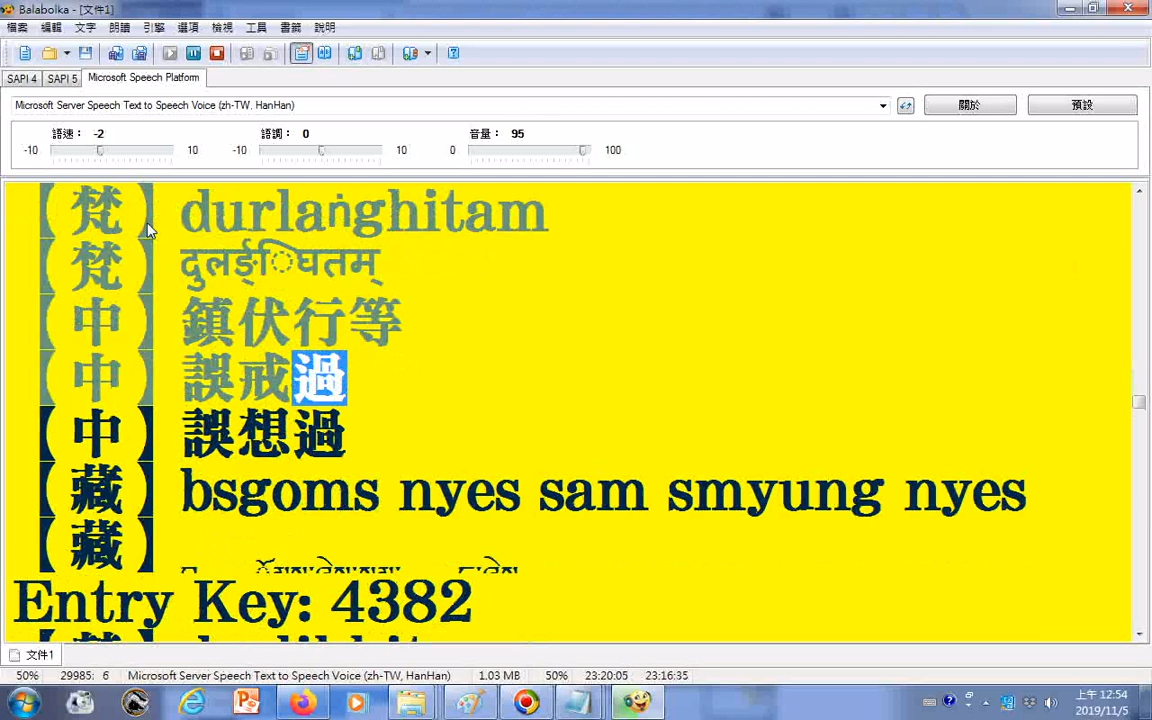 Balabolka - [文件1]
檔案 編輯 文字 朗讀 引擎 選項 檢視 工具 書籤 說明
SAPI 4 SAPI 5 Microsoft Speech Platform
Microsoft Server Speech Text to Speech Voice (zh-TW, HanHan) 關於 預設
語速： -2 語調： 0 音量： 95
-10 10 -10 10 0 100
【梵】 durlaṅghitam
【梵】 दुर्लङ्घितम्
【中】 鎮伏行等
【中】 誤戒過
【中】 誤想過
【藏】 bsgoms nyes sam smyung nyes
【藏】
Entry Key: 4382
文件1
50% 29985: 6 Microsoft Server Speech Text to Speech Voice (zh-TW, HanHan) 1.03 MB 50% 23:20:05 23:16:35
上午 12:54
2019/11/5